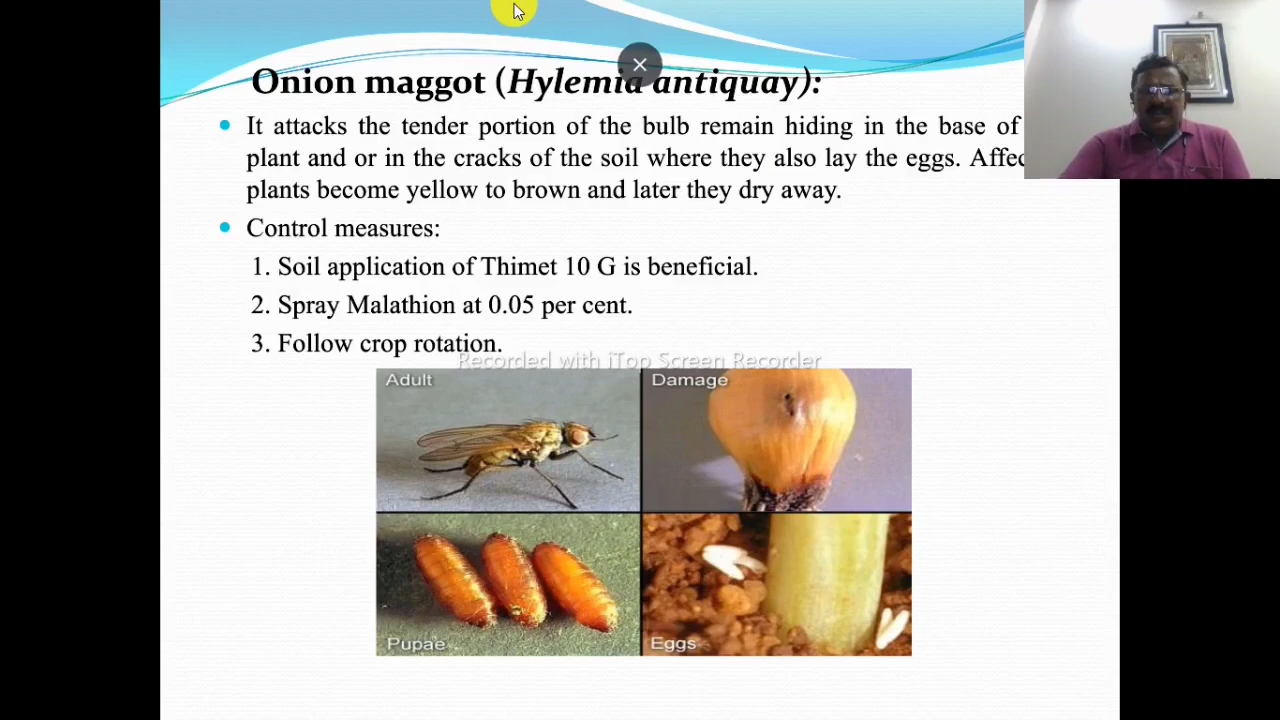 Onion maggot (Hylemia antiquay):
• It attacks the tender portion of the bulb remain hiding in the base of
plant and or in the cracks of the soil where they also lay the eggs. Affec
plants become yellow to brown and later they dry away.
• Control measures:
1. Soil application of Thimet 10 G is beneficial.
2. Spray Malathion at 0.05 per cent.
3. Follow crop rotation.
Recorded with iTop Screen Recorder
Adult
Damage
Pupae
Eggs